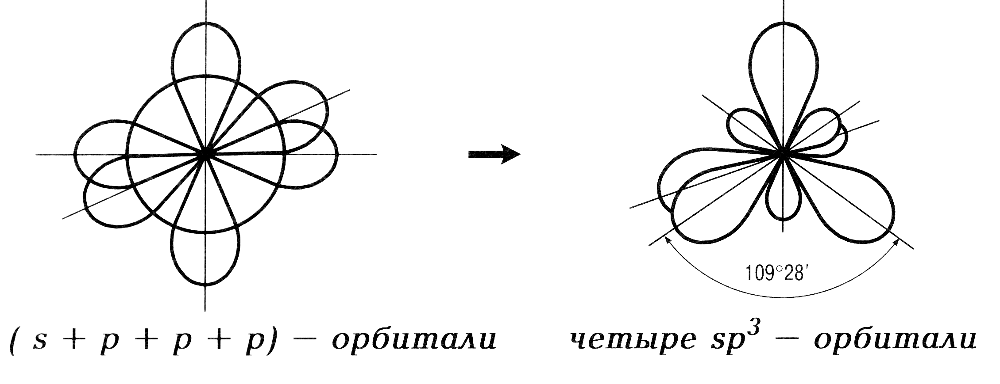 109°28′
( s + p + p + p) – орбитали
четыре sp³ – орбитали